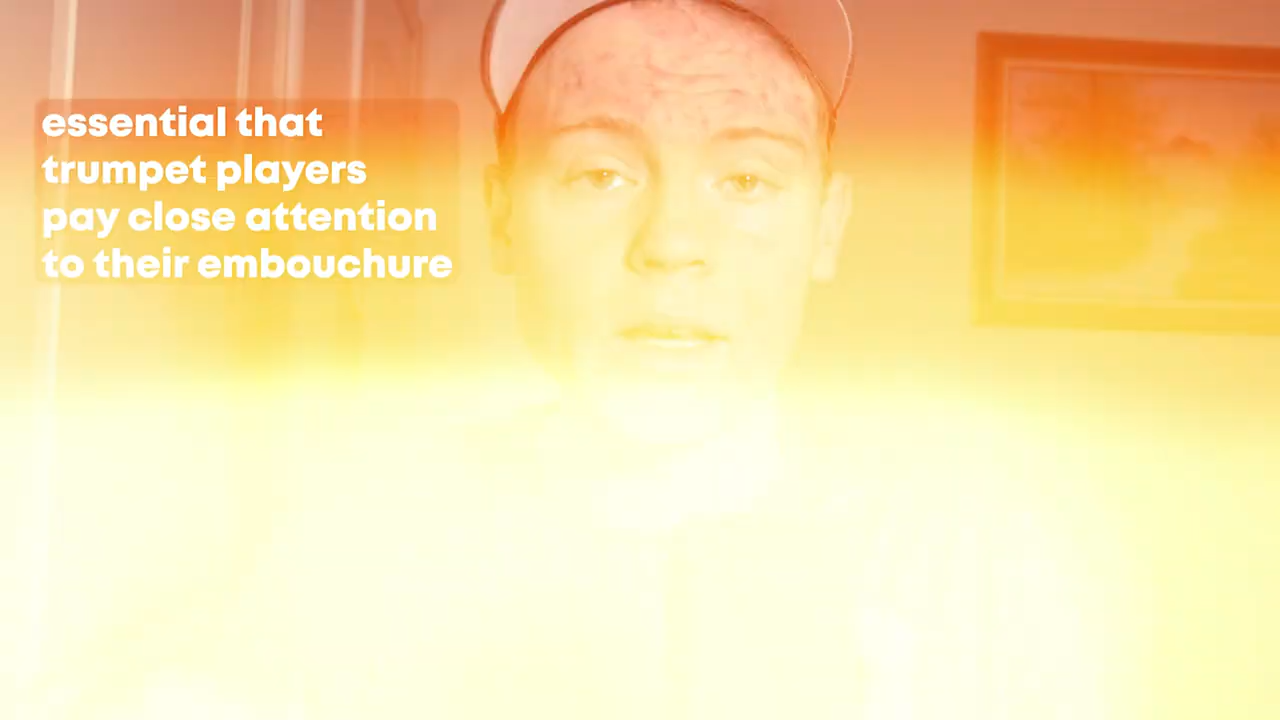 essential that
trumpet players
pay close attention
to their embouchure